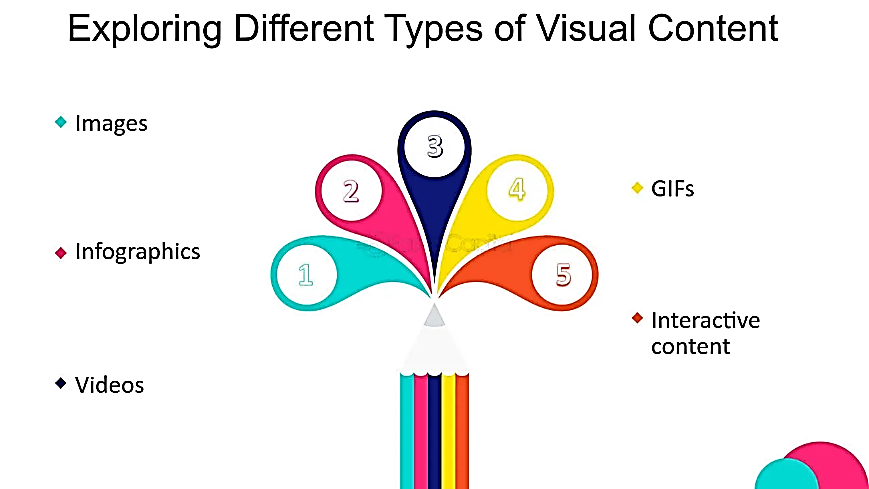 Exploring Different Types of Visual Content
Images
Infographics
Videos
1
2
3
4
5
GIFs
Interactive
content